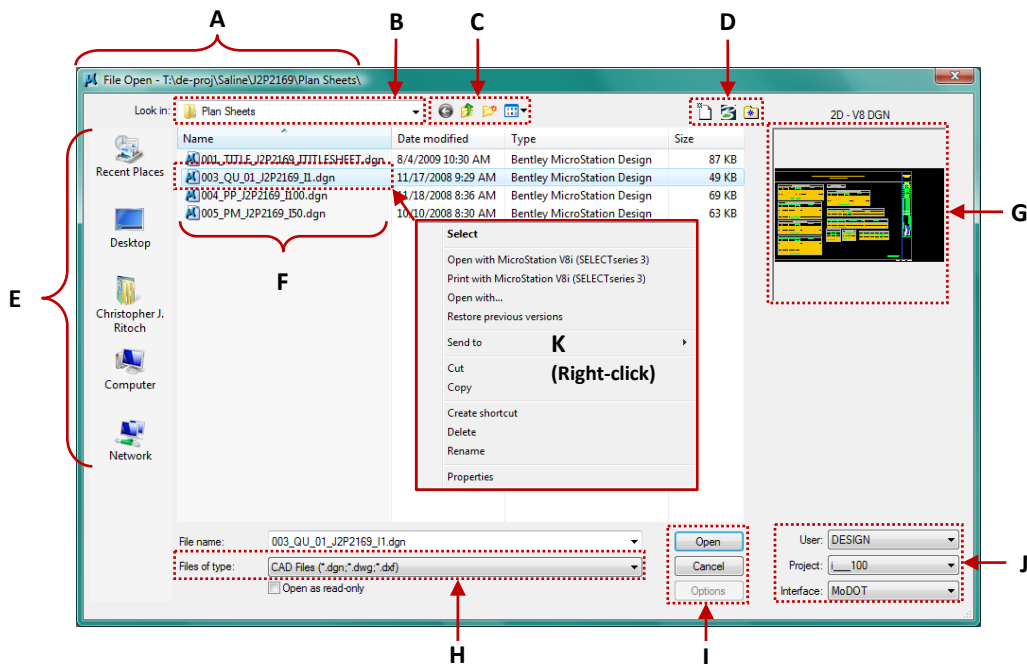 A
B
C
D
File Open - T:\de-proj\Saline\J2P2169\Plan Sheets\
Look in:
Plan Sheets
2D - V8 DGN
Name
Date modified
Type
Size
001_TITLE_J2P2169_JTITLESHEET.dgn 8/4/2009 10:30 AM Bentley MicroStation Design 87 KB
003_QU_01_J2P2169_I1.dgn 11/17/2008 9:29 AM Bentley MicroStation Design 49 KB
004_PP_J2P2169_I100.dgn 11/18/2008 8:36 AM Bentley MicroStation Design 69 KB
005_PM_J2P2169_I50.dgn 10/10/2008 8:30 AM Bentley MicroStation Design 63 KB
Recent Places
Desktop
Christopher J.
Ritoch
Computer
Network
E
F
G
Select
Open with MicroStation V8i (SELECTseries 3)
Print with MicroStation V8i (SELECTseries 3)
Open with...
Restore previous versions
Send to
Cut
Copy
Create shortcut
Delete
Rename
Properties
K
(Right-click)
File name: 003_QU_01_J2P2169_I1.dgn
Files of type: CAD Files (*.dgn;*.dwg;*.dxf)
Open as read-only
Open
Cancel
Options
User: DESIGN
Project: i___100
Interface: MoDOT
J
H
I